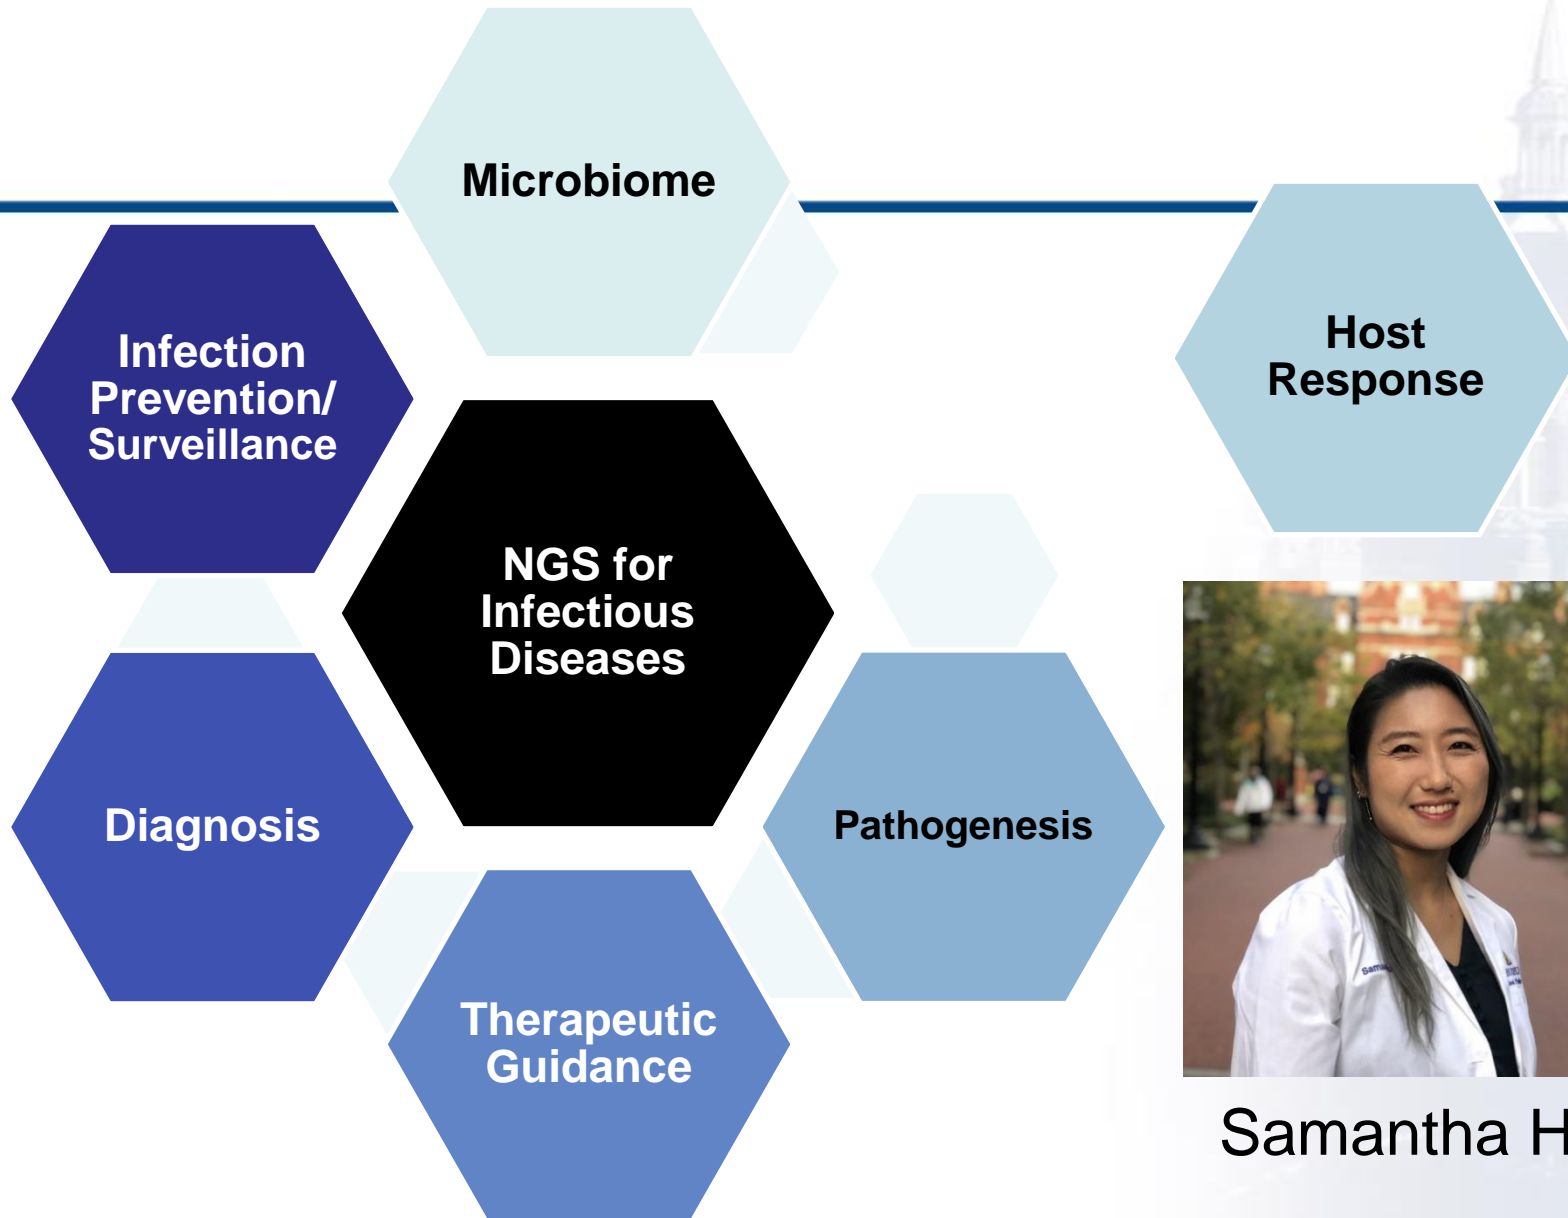 Microbiome
Infection
Prevention/
Surveillance
Host
Response
NGS for
Infectious
Diseases
Diagnosis
Pathogenesis
Therapeutic
Guidance
Samantha H